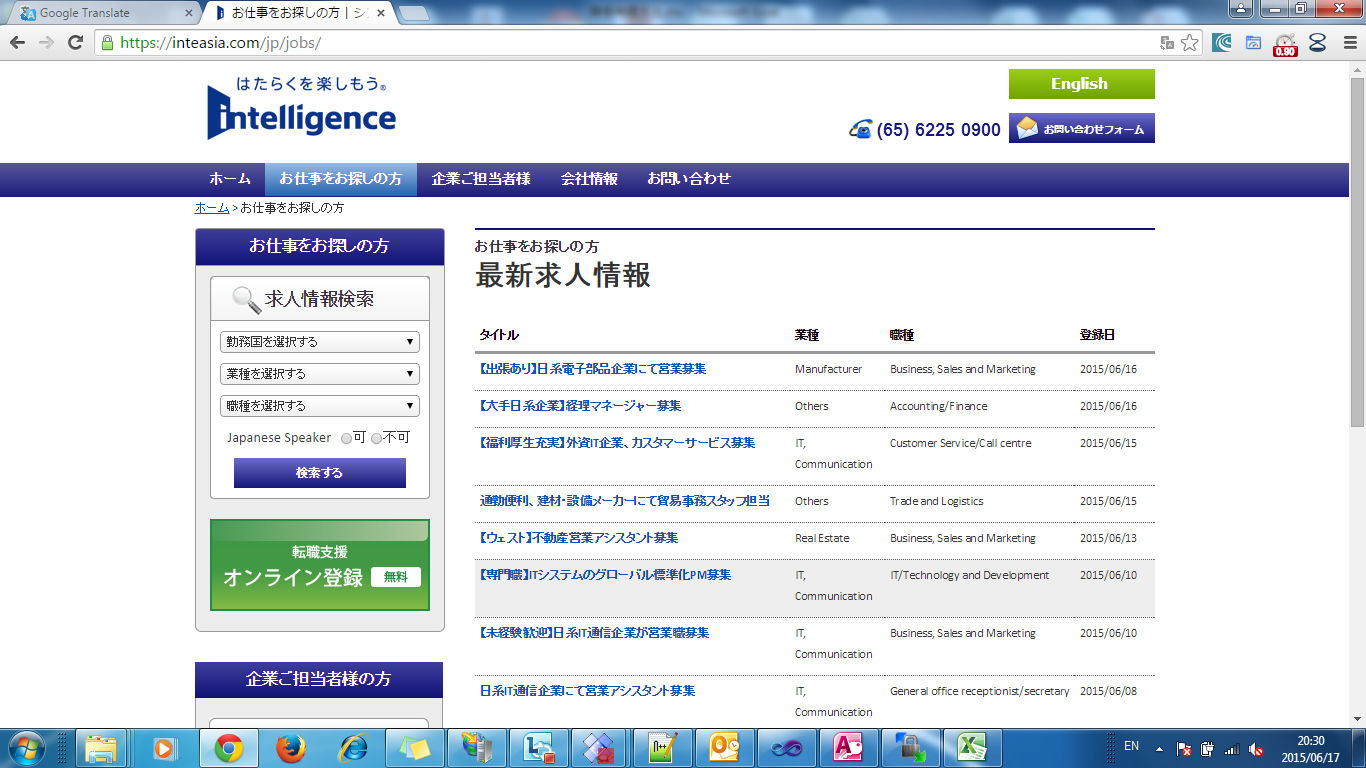 Google Translate
お仕事をお探しの方 | シン
https://inteasia.com/jp/jobs/
0.90
はたらくを楽しもう。®
intelligence
English
(65) 6225 0900
お問い合わせフォーム
ホーム お仕事をお探しの方 企業ご担当者様 会社情報 お問い合わせ
ホーム > お仕事をお探しの方
お仕事をお探しの方
求人情報検索
勤務国を選択する
業種を選択する
職種を選択する
Japanese Speaker 可 不可
検索する
転職支援
オンライン登録 無料
企業ご担当者様の方
お仕事をお探しの方
最新求人情報
タイトル 業種 職種 登録日
【出張あり】日系電子部品企業にて営業募集 Manufacturer Business, Sales and Marketing 2015/06/16
【大手日系企業】経理マネージャー募集 Others Accounting/Finance 2015/06/16
【福利厚生充実】外資IT企業、カスタマーサービス募集 IT, Customer Service/Call centre 2015/06/15
Communication
通勤便利、建材・設備メーカーにて貿易事務スタッフ担当 Others Trade and Logistics 2015/06/15
【ウェスト】不動産営業アシスタント募集 Real Estate Business, Sales and Marketing 2015/06/13
【専門職】ITシステムのグローバル標準化PM募集 IT, IT/Technology and Development 2015/06/10
Communication
【未経験歓迎】日系IT通信企業が営業職募集 IT, Business, Sales and Marketing 2015/06/10
Communication
日系IT通信企業にて営業アシスタント募集 IT, General office receptionist/secretary 2015/06/08
Communication
EN
20:30
2015/06/17